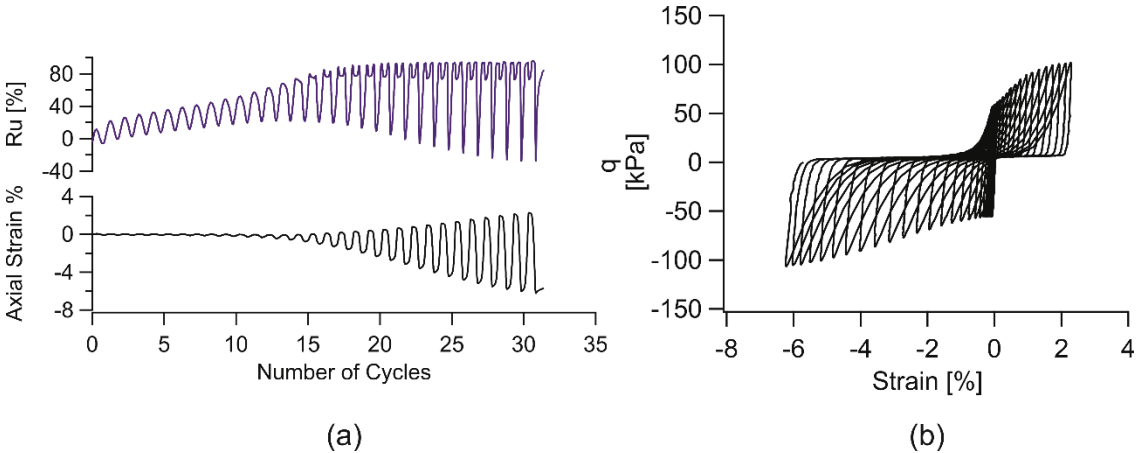 Ru [%]
80
40
0
-40
Axial Strain %
4
0
-4
-8
0 5 10 15 20 25 30 35
Number of Cycles
(a)
q
[kPa]
150
100
50
0
-50
-100
-150
-8 -6 -4 -2 0 2 4
Strain [%]
(b)